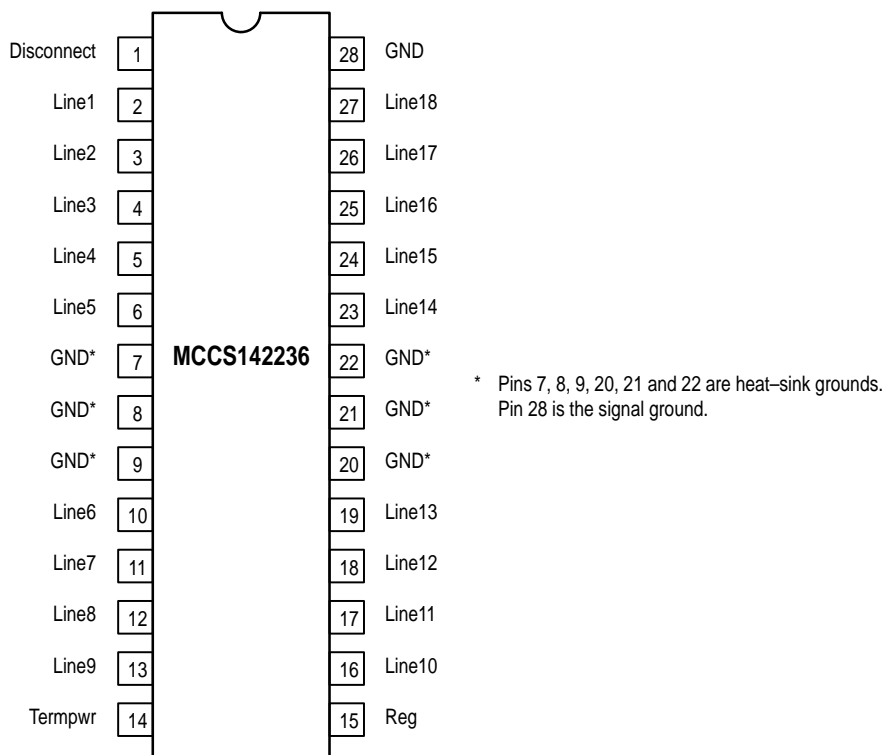 Disconnect 1 28 GND
Line1 2 27 Line18
Line2 3 26 Line17
Line3 4 25 Line16
Line4 5 24 Line15
Line5 6 23 Line14
GND* 7 MCCS142236 22 GND*
* Pins 7, 8, 9, 20, 21 and 22 are heat–sink grounds.
GND* 8 21 GND*
Pin 28 is the signal ground.
GND* 9 20 GND*
Line6 10 19 Line13
Line7 11 18 Line12
Line8 12 17 Line11
Line9 13 16 Line10
Termpwr 14 15 Reg